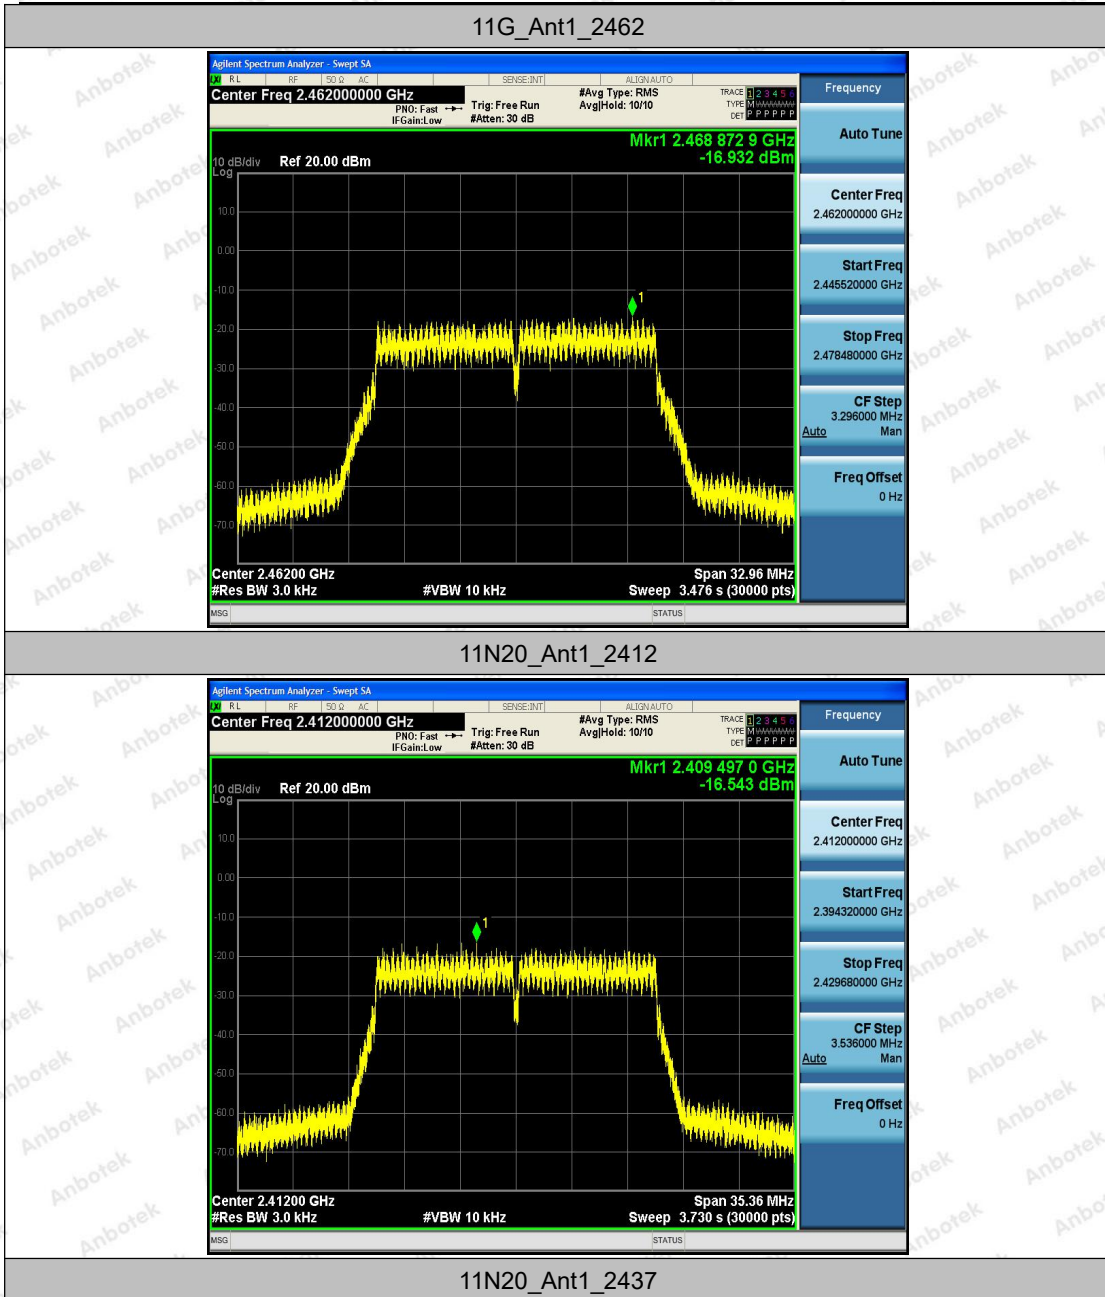 11G_Ant1_2462
Agilent Spectrum Analyzer - Swept SA
LXI RL RF 50 Ω AC SENSE:INT ALIGNAUTO
Center Freq 2.462000000 GHz
PNO: Fast
IFGain:Low
Trig: Free Run
#Atten: 30 dB
#Avg Type: RMS
Avg|Hold: 10/10
TRACE 1 2 3 4 5 6
TYPE M
DET P P P P P P
Mkr1 2.468 872 9 GHz
-16.932 dBm
10 dB/div Ref 20.00 dBm
Log
10.0
0.00
-10.0
1
-20.0
-30.0
-40.0
-50.0
-60.0
-70.0
Center 2.46200 GHz Span 32.96 MHz
#Res BW 3.0 kHz #VBW 10 kHz Sweep 3.476 s (30000 pts)
MSG STATUS
Frequency
Auto Tune
Center Freq
2.462000000 GHz
Start Freq
2.445520000 GHz
Stop Freq
2.478480000 GHz
CF Step
3.296000 MHz
Auto Man
Freq Offset
0 Hz
11N20_Ant1_2412
Agilent Spectrum Analyzer - Swept SA
LXI RL RF 50 Ω AC SENSE:INT ALIGNAUTO
Center Freq 2.412000000 GHz
PNO: Fast
IFGain:Low
Trig: Free Run
#Atten: 30 dB
#Avg Type: RMS
Avg|Hold: 10/10
TRACE 1 2 3 4 5 6
TYPE M
DET P P P P P P
Mkr1 2.409 497 0 GHz
-16.543 dBm
10 dB/div Ref 20.00 dBm
Log
10.0
0.00
-10.0
1
-20.0
-30.0
-40.0
-50.0
-60.0
-70.0
Center 2.41200 GHz Span 35.36 MHz
#Res BW 3.0 kHz #VBW 10 kHz Sweep 3.730 s (30000 pts)
MSG STATUS
Frequency
Auto Tune
Center Freq
2.412000000 GHz
Start Freq
2.394320000 GHz
Stop Freq
2.429680000 GHz
CF Step
3.536000 MHz
Auto Man
Freq Offset
0 Hz
11N20_Ant1_2437
Anbotek